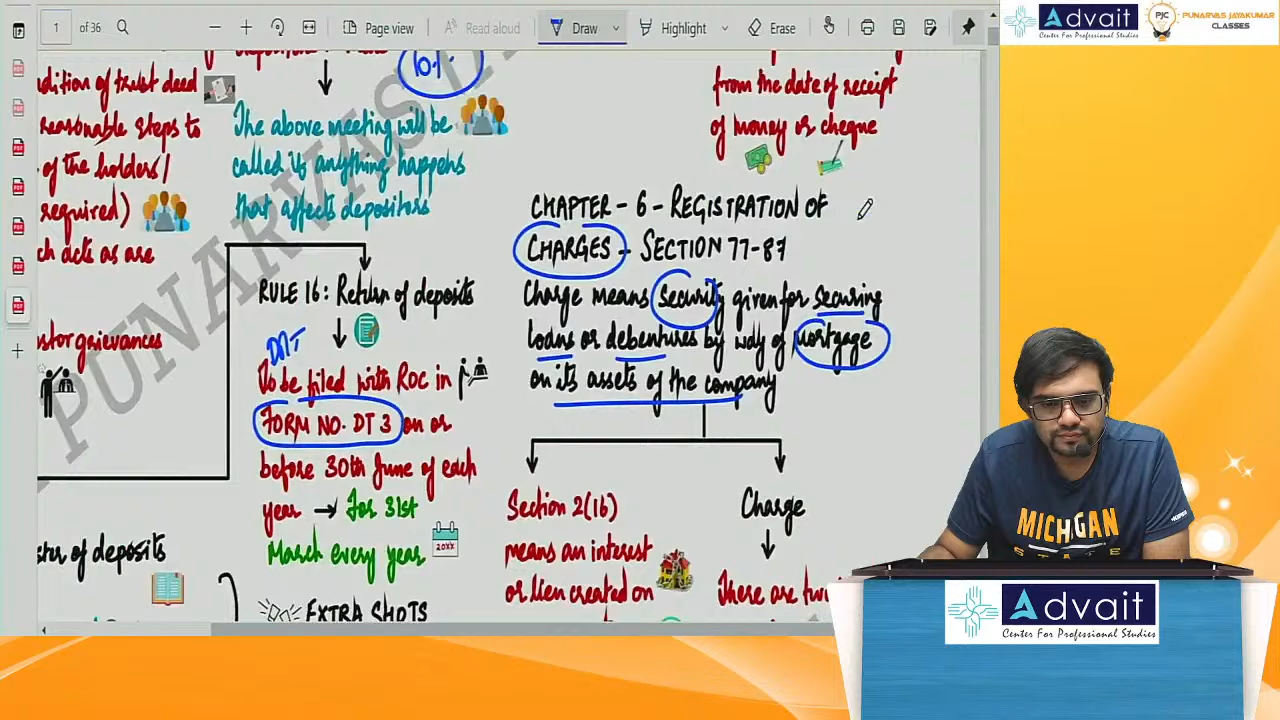 1 of 36
Page view
Read aloud
Draw
Highlight
Erase
Advait
Center For Professional Studies
PJC
PUNARVAS JAYAKUMAR
CLASSES
10%
ndition of trust deed
reasonable steps to
of the holders/
required)
ch acts as are
The above meeting will be
called if anything happens
that affects depositors
from the date of receipt
of money or cheque
PUNARVAS
RULE 16: Return of deposits
DPT
To be filed with ROC in
FORM NO. DT 3 on or
before 30th June of each
year → For 31st
March every year
20XX
EXTRA SHOTS
stor grievances
ster of deposits
CHAPTER - 6 - REGISTRATION OF
CHARGES - SECTION 77-87
Charge means security given for securing
loans or debentures by way of mortgage
on its assets of the company
Section 2(16)
means an interest
or lien created on
Charge
There are two
MICHIGAN
STATE
Advait
Center For Professional Studies